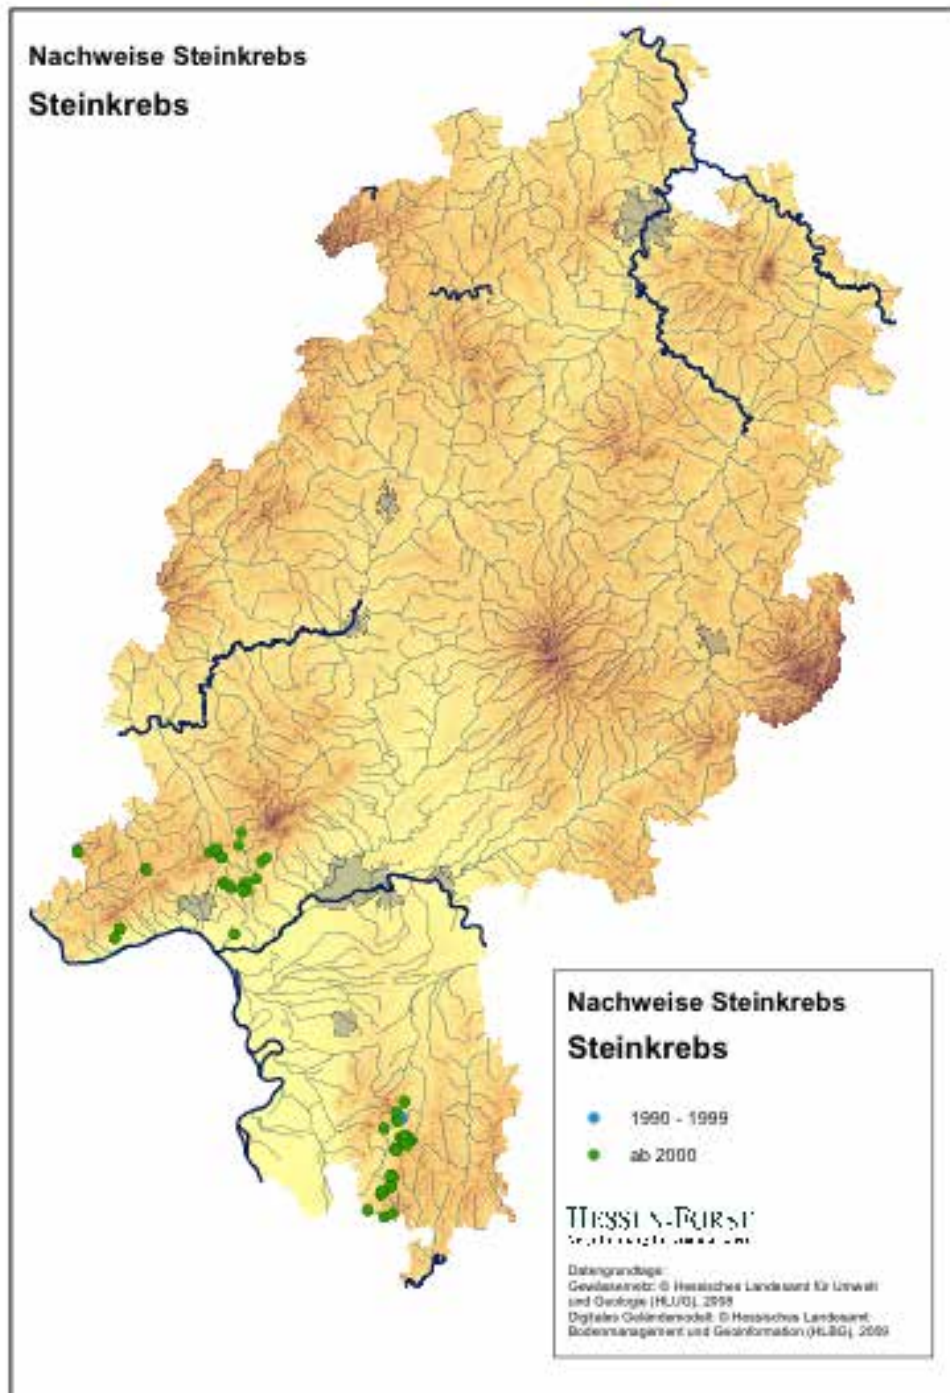 Nachweise Steinkrebs
Steinkrebs
Nachweise Steinkrebs
Steinkrebs
1990 - 1999
ab 2000
HESSEN-FORST
Datengrundlage:
Gewässernetz: © Hessisches Landesamt für Umwelt
und Geologie (HLUG), 2009
Digitales Geländemodell: © Hessisches Landesamt
Bodenmanagement und Geoinformation (HLBG), 2009